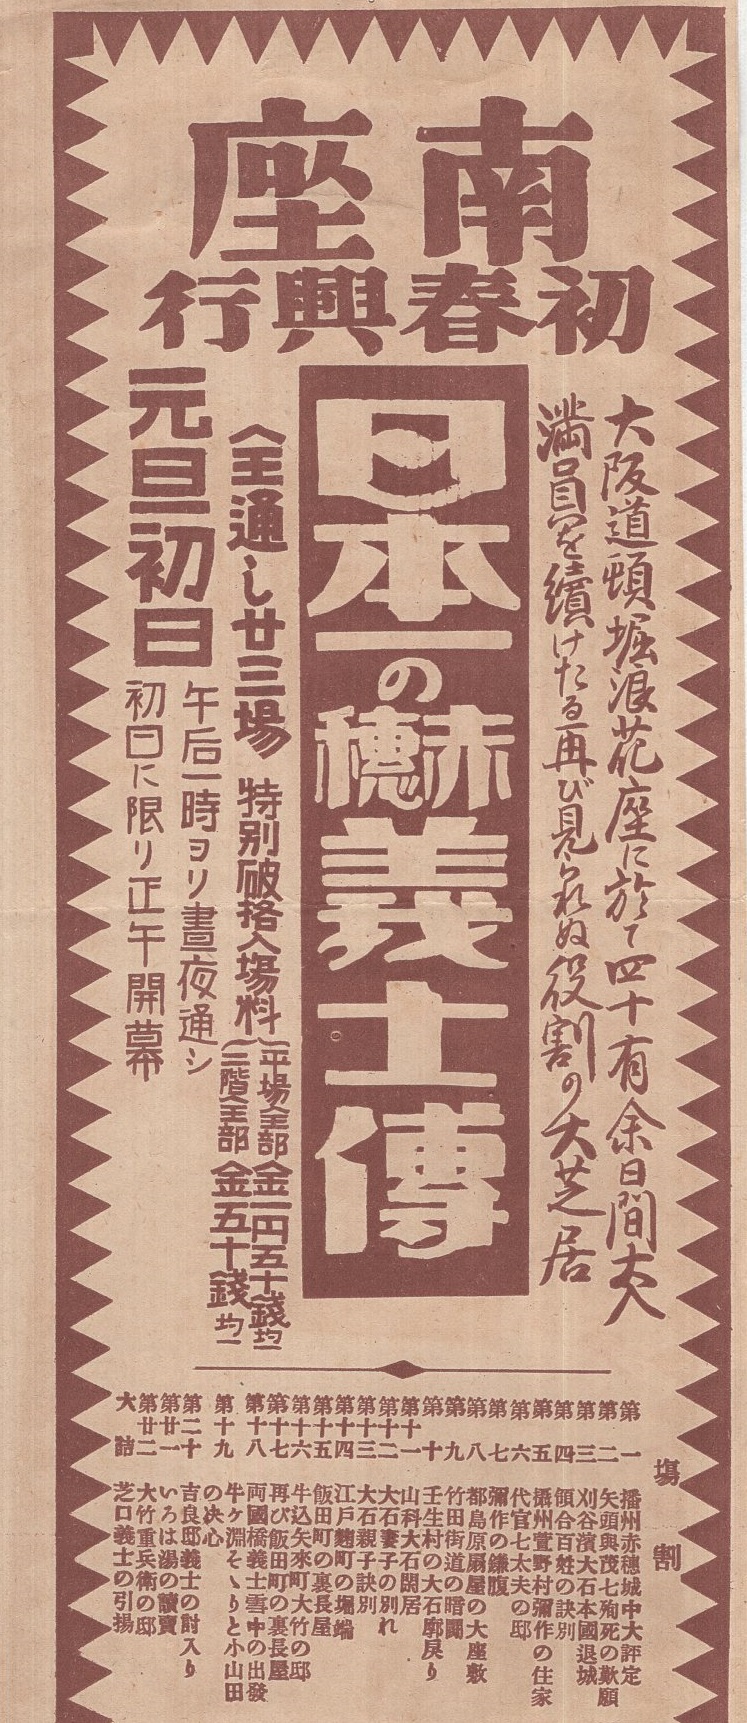 南座
初春興行
大阪道頓堀浪花座に於て四十有余日間大入
満員を續けたる再び見られぬ役割の大芝居
日本一の赤穂義士傳
全通し廿三場 特別破格入場料
平場全部金一円五十錢均一
三階全部金五十錢均一
元旦初日
午后一時ヨリ晝夜通シ
初日に限り正午開幕
場割
第一 播州赤穗城中大評定
第二 矢頭與茂七殉死の歎願
第三 刈谷濱大石本國退城
第四 領合百姓の訣別
第五 攝州萱野村彌作の住家
第六 代官七太夫の邸
第七 彌作の鎌腹
第八 都島原扇屋の大座敷
第九 竹田街道の暗闘
第十 壬生村の大石廓戻り
第十一 山科大石閑居
第十二 大石妻子の別れ
第十三 大石親子訣別
第十四 江戸麹町の堀端
第十五 飯田町の裏長屋
第十六 牛込矢來町大竹の邸
第十七 再び飯田町の裏長屋
第十八 両國橋義士雪中の出發
第十九 牛ケ淵そゝりと小山田の決心
第二十 吉良邸義士の討入り
第廿一 いろは湯の讀賣
第廿二 大竹重兵衛の邸
大詰 芝口義士の引揚